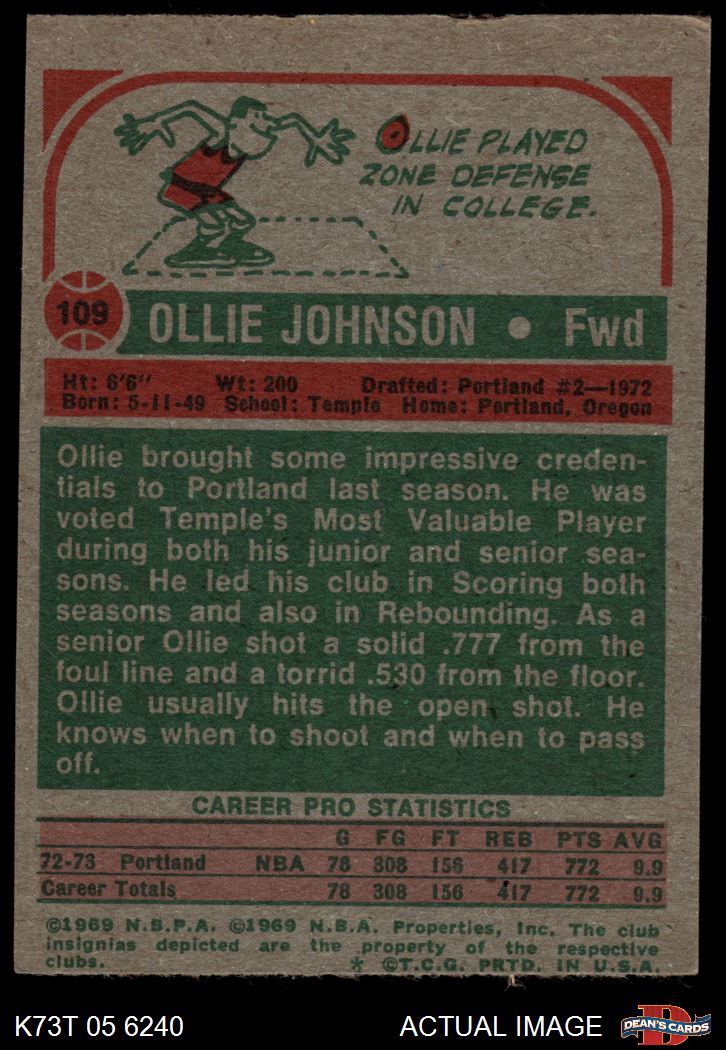 OLLIE PLAYED
ZONE DEFENSE
IN COLLEGE.
109 OLLIE JOHNSON • Fwd
Ht: 6'6" Wt: 200 Drafted: Portland #2—1972
Born: 5-11-49 School: Temple Home: Portland, Oregon
Ollie brought some impressive creden-
tials to Portland last season. He was
voted Temple's Most Valuable Player
during both his junior and senior sea-
sons. He led his club in Scoring both
seasons and also in Rebounding. As a
senior Ollie shot a solid .777 from the
foul line and a torrid .530 from the floor.
Ollie usually hits the open shot. He
knows when to shoot and when to pass
off.
CAREER PRO STATISTICS
G FG FT REB PTS AVG
72-73 Portland NBA 78 308 156 417 772 9.9
Career Totals 78 308 156 417 772 9.9
©1969 N.B.P.A. ©1969 N.B.A. Properties, Inc. The club
insignias depicted are the property of the respective
clubs. * ©T.C.G. PRTD. IN U.S.A.
K73T 05 6240 ACTUAL IMAGE DEAN'S CARDS